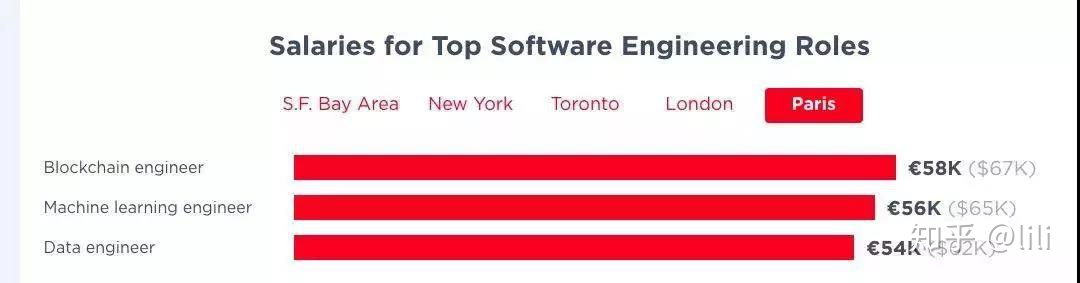 Salaries for Top Software Engineering Roles
S.F. Bay Area New York Toronto London Paris
Blockchain engineer €58K ($67K)
Machine learning engineer €56K ($65K)
Data engineer €54K ($62K)
知乎 @lili